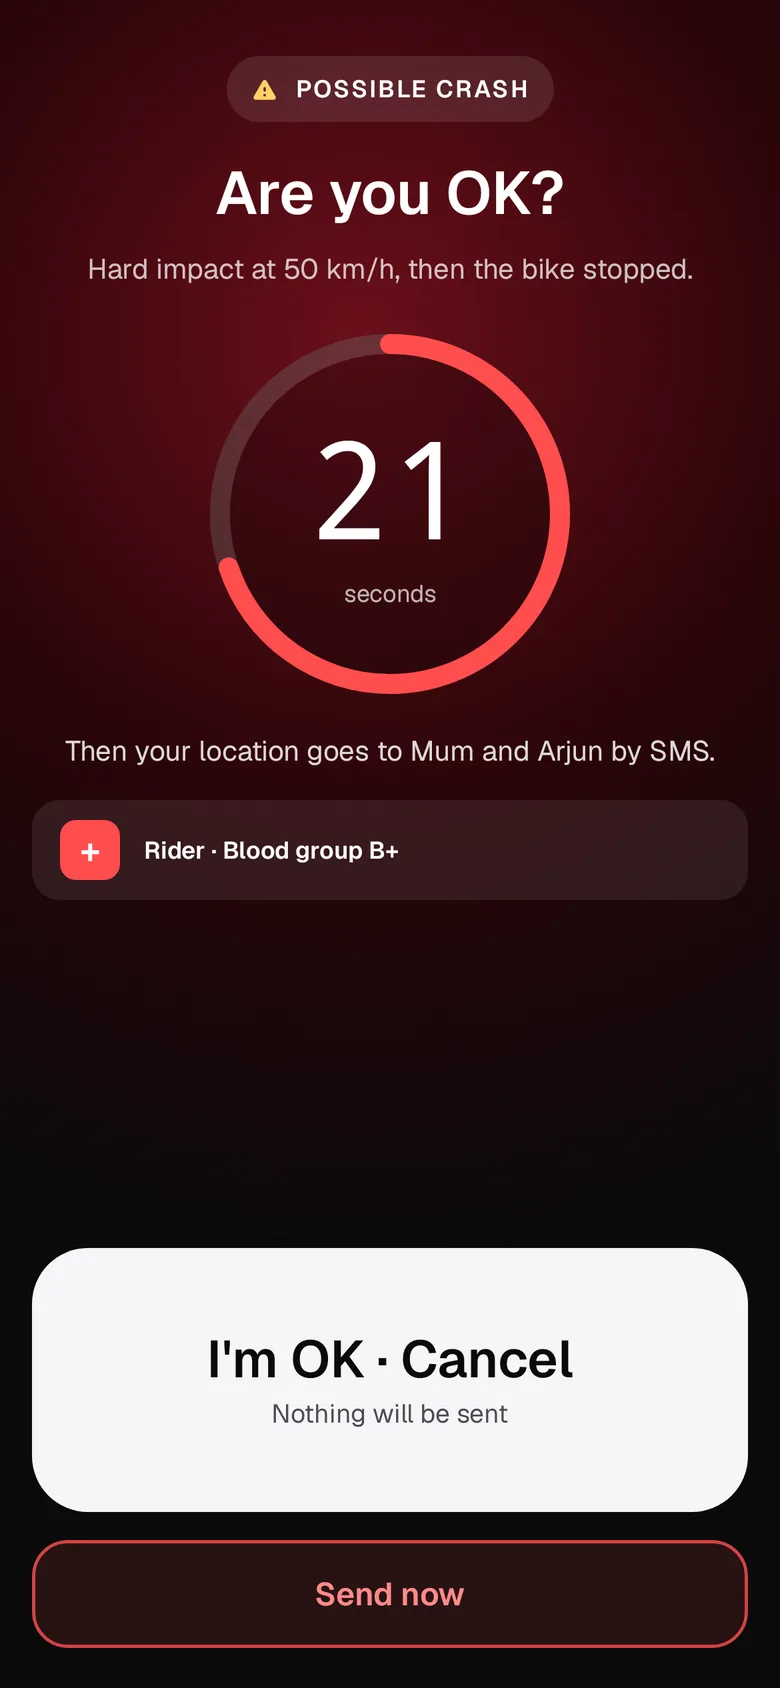 POSSIBLE CRASH
Are you OK?
Hard impact at 50 km/h, then the bike stopped.
21
seconds
Then your location goes to Mum and Arjun by SMS.
+ Rider · Blood group B+
I'm OK · Cancel
Nothing will be sent
Send now